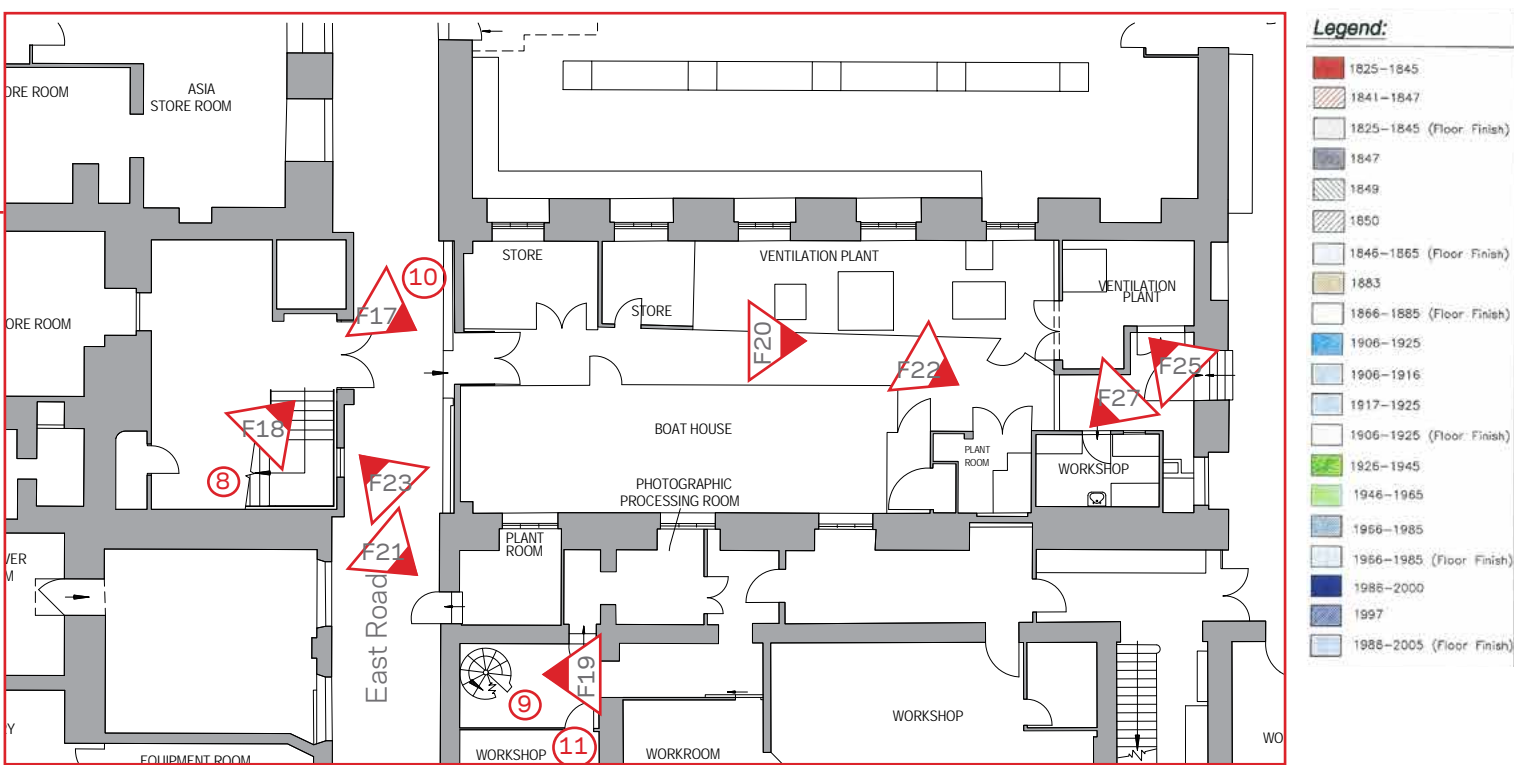 ORE ROOM
ASIA
STORE ROOM
10
STORE
VENTILATION PLANT
VENTILATION
PLANT
F17
STORE
ORE ROOM
F20
F22
F25
F27
F18
BOAT HOUSE
PLANT
ROOM
WORKSHOP
8
F23
PHOTOGRAPHIC
PROCESSING ROOM
F21
PLANT
ROOM
VER
M
East Road
F19
9
Y
WORKSHOP
11
WORKROOM
WORKSHOP
WO
EQUIPMENT ROOM
Legend:
1825-1845
1841-1847
1825-1845 (Floor Finish)
1847
1849
1850
1846-1865 (Floor Finish)
1883
1866-1885 (Floor Finish)
1906-1925
1906-1916
1917-1925
1906-1925 (Floor Finish)
1926-1945
1946-1965
1966-1985
1966-1985 (Floor Finish)
1986-2000
1997
1986-2005 (Floor Finish)